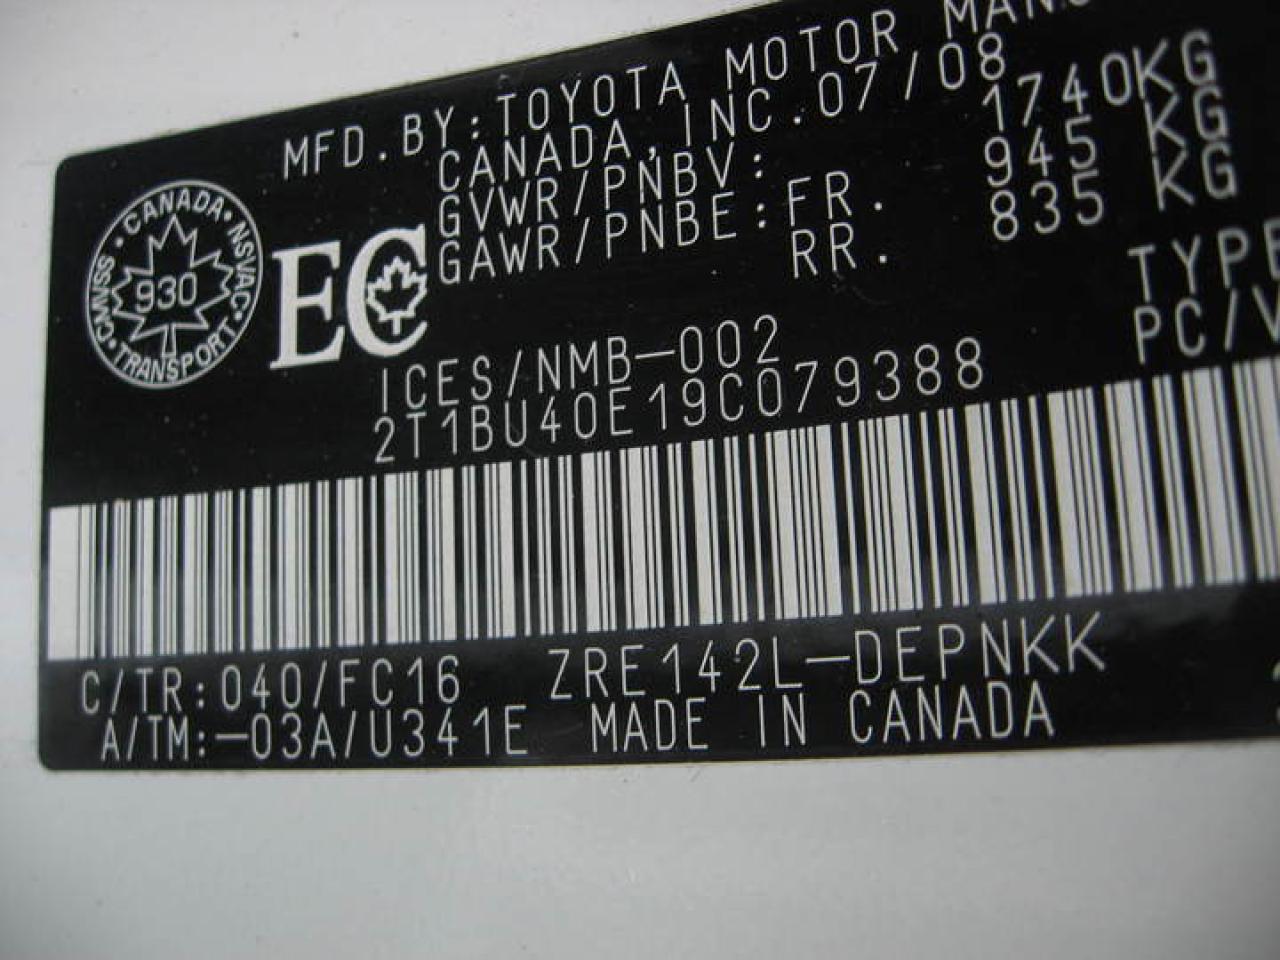 MFD.BY:TOYOTA MOTOR
CANADA, INC.07/08
GVWR/PNBV: 1740KG
GAWR/PNBE:FR. 945 KG
RR. 835 KG
CANADA • NSVAC • TRANSPORT • CMVSS •
930
EC
ICES/NMB-002
2T1BU40E19C079388
TYPE
PC/V
C/TR:040/FC16 ZRE142L-DEPNKK
A/TM:-03A/U341E MADE IN CANADA